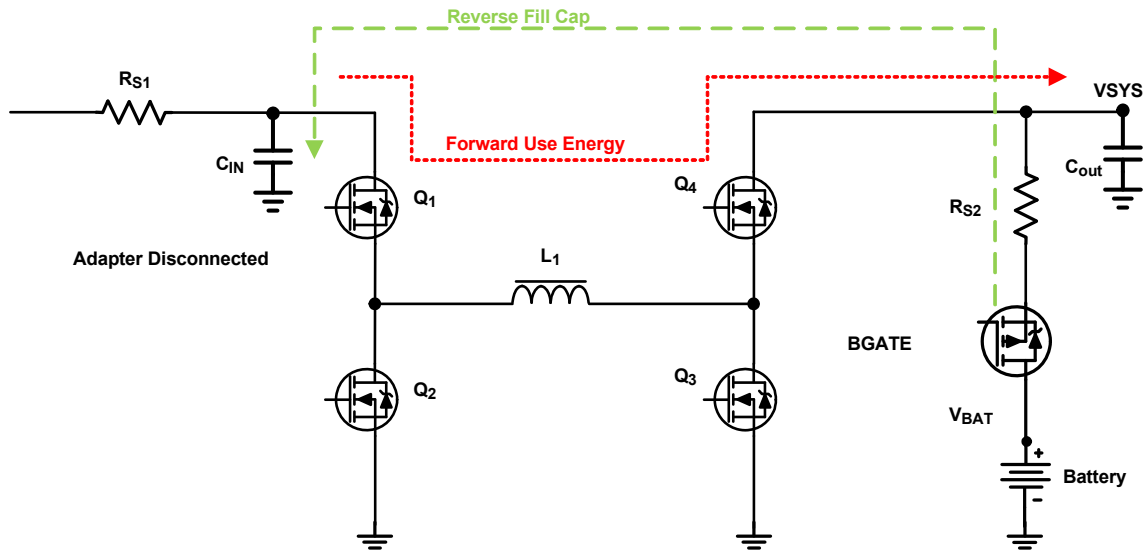 Reverse Fill Cap
RS1
VSYS
Forward Use Energy
CIN
Q1
Q4
Cout
RS2
Adapter Disconnected
L1
BGATE
Q2
Q3
VBAT
+
Battery
−